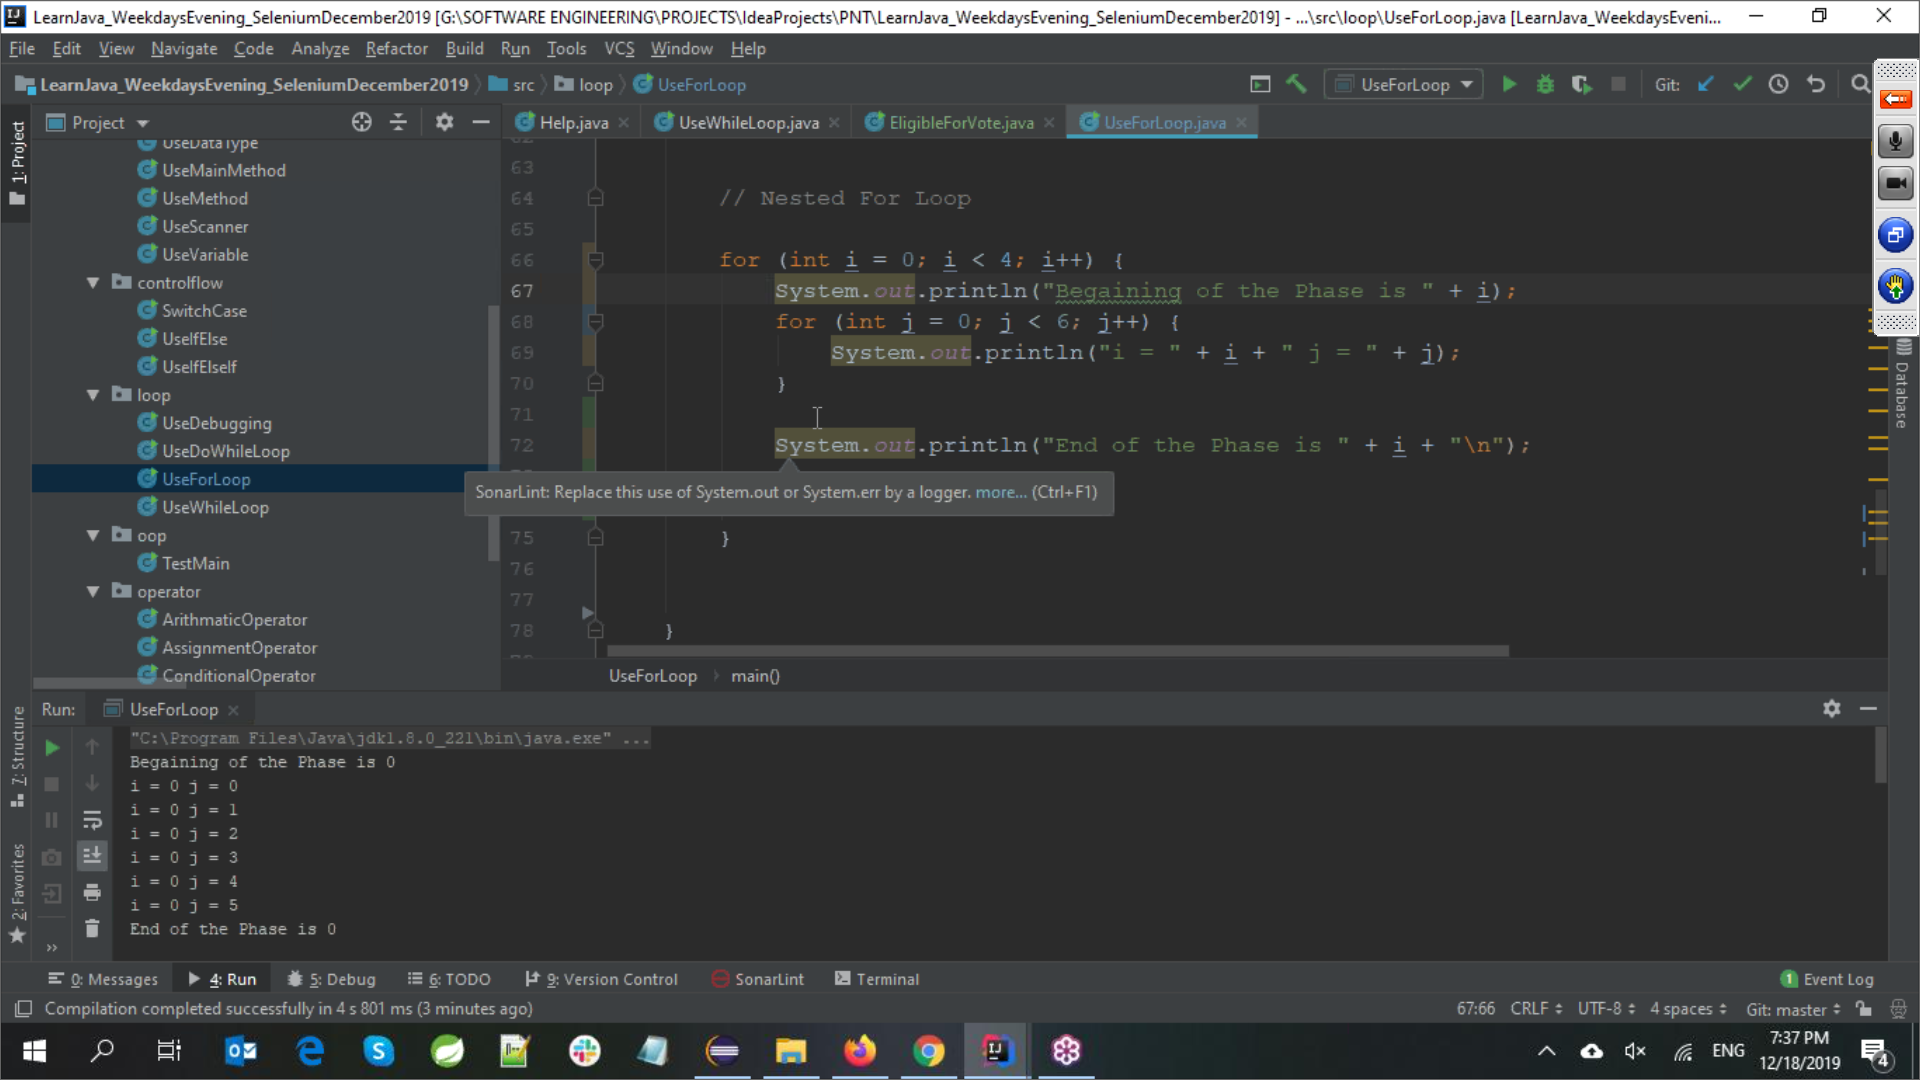 LearnJava_WeekdaysEvening_SeleniumDecember2019 [G:\SOFTWARE ENGINEERING\PROJECTS\IdeaProjects\PNT\LearnJava_WeekdaysEvening_SeleniumDecember2019] - ...\src\loop\UseForLoop.java [LearnJava_WeekdaysEveni...
File Edit View Navigate Code Analyze Refactor Build Run Tools VCS Window Help
LearnJava_WeekdaysEvening_SeleniumDecember2019 src loop UseForLoop UseForLoop Git:
1: Project
Project
Help.java UseWhileLoop.java EligibleForVote.java UseForLoop.java
UseDataType
UseMainMethod
UseMethod
UseScanner
UseVariable
controlflow
SwitchCase
UseIfElse
UseIfElseIf
loop
UseDebugging
UseDoWhileLoop
UseForLoop
UseWhileLoop
oop
TestMain
operator
ArithmaticOperator
AssignmentOperator
ConditionalOperator
62
63
64 // Nested For Loop
65
66 for (int i = 0; i < 4; i++) {
67 System.out.println("Begaining of the Phase is " + i);
68 for (int j = 0; j < 6; j++) {
69 System.out.println("i = " + i + " j = " + j);
70 }
71
72 System.out.println("End of the Phase is " + i + "\n");
SonarLint: Replace this use of System.out or System.err by a logger. more... (Ctrl+F1)
75 }
76
77
78 }
Database
UseForLoop main()
Run: UseForLoop
7: Structure
2: Favorites
"C:\Program Files\Java\jdk1.8.0_221\bin\java.exe" ...
Begaining of the Phase is 0
i = 0 j = 0
i = 0 j = 1
i = 0 j = 2
i = 0 j = 3
i = 0 j = 4
i = 0 j = 5
End of the Phase is 0
0: Messages 4: Run 5: Debug 6: TODO 9: Version Control SonarLint Terminal 1 Event Log
Compilation completed successfully in 4 s 801 ms (3 minutes ago) 67:66 CRLF UTF-8 4 spaces Git: master
ENG
7:37 PM
12/18/2019
4